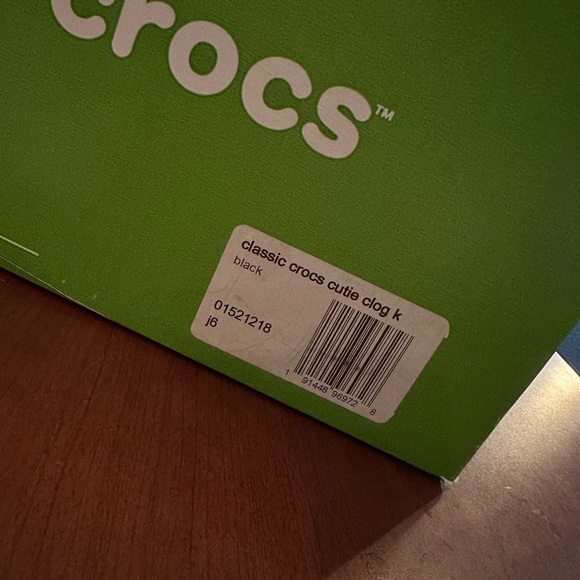 crocs™
classic crocs cutie clog k
black
01521218
j6
1 91448 96972 8